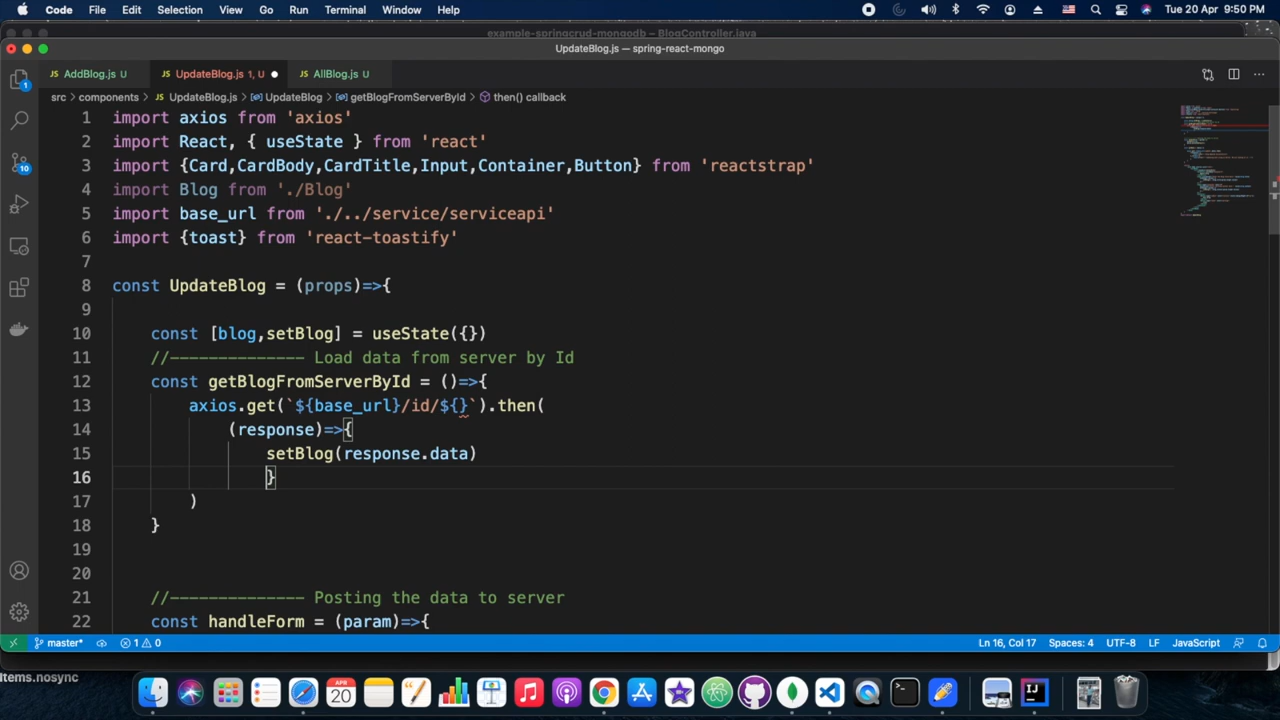 Code File Edit Selection View Go Run Terminal Window Help Tue 20 Apr 9:50 PM
example-springcrud-mongodb — BlogController.java
UpdateBlog.js — spring-react-mongo
AddBlog.js U UpdateBlog.js 1, U AllBlog.js U
src > components > UpdateBlog.js > UpdateBlog > getBlogFromServerById > then() callback
1 import axios from 'axios'
2 import React, { useState } from 'react'
3 import {Card,CardBody,CardTitle,Input,Container,Button} from 'reactstrap'
4 import Blog from './Blog'
5 import base_url from './../service/serviceapi'
6 import {toast} from 'react-toastify'
7
8 const UpdateBlog = (props)=>{
9
10 const [blog,setBlog] = useState({})
11 //-------------- Load data from server by Id
12 const getBlogFromServerById = ()=>{
13 axios.get(`${base_url}/id/${}`).then(
14 (response)=>{
15 setBlog(response.data)
16 }
17 )
18 }
19
20
21 //-------------- Posting the data to server
22 const handleForm = (param)=>{
master* 1 0 Ln 16, Col 17 Spaces: 4 UTF-8 LF JavaScript
items.nosync
APR
20